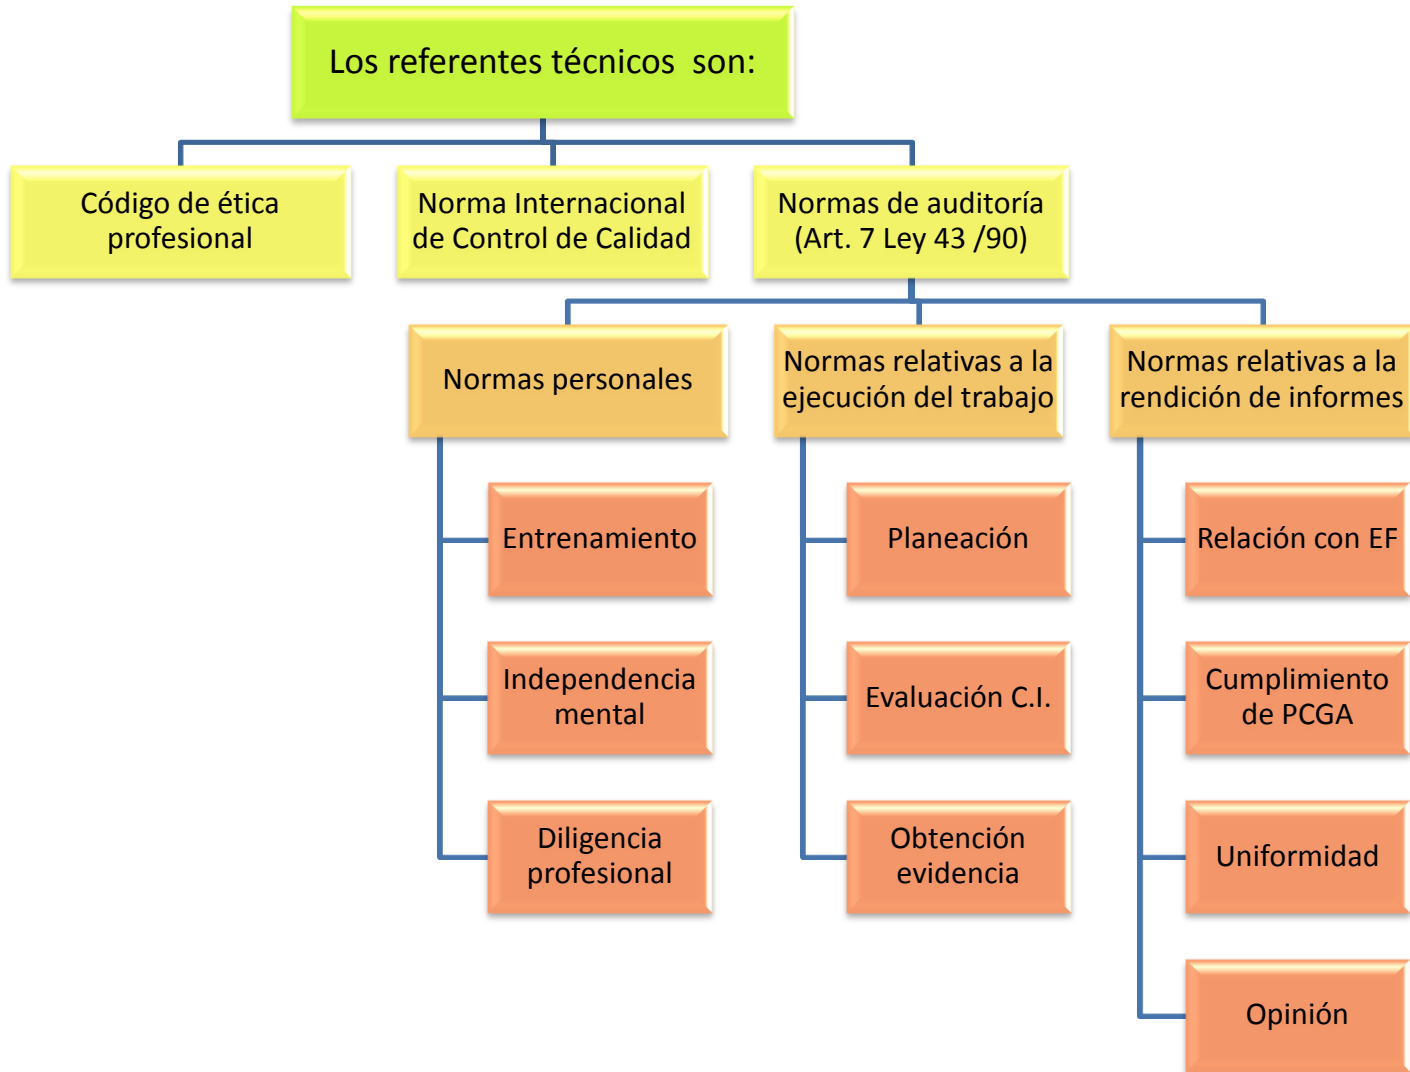 Los referentes técnicos  son:
Código de ética
profesional
Norma Internacional
de Control de Calidad
Normas de auditoría
(Art. 7 Ley 43 /90)
Normas personales
Normas relativas a la
ejecución del trabajo
Normas relativas a la
rendición de informes
Entrenamiento
Independencia
mental
Diligencia
profesional
Planeación
Evaluación C.I.
Obtención
evidencia
Relación con EF
Cumplimiento
de PCGA
Uniformidad
Opinión